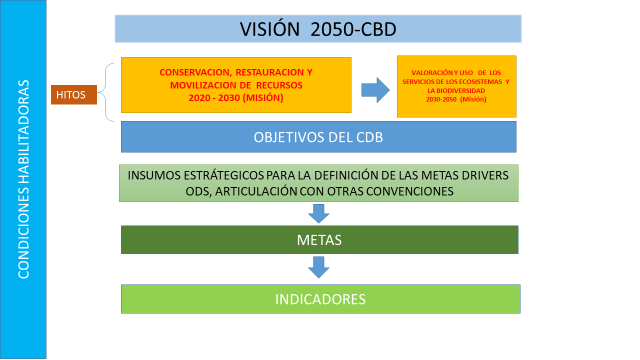 VISIÓN 2050-CBD
CONSERVACION, RESTAURACION Y
MOVILIZACION DE RECURSOS
2020 - 2030 (MISIÓN)
VALORACIÓN Y USO DE LOS
SERVICIOS DE LOS ECOSISTEMAS Y
LA BIODIVERSIDAD
2030-2050 (Misión)
HITOS
OBJETIVOS DEL CDB
INSUMOS ESTRÁTEGICOS PARA LA DEFINICIÓN DE LAS METAS DRIVERS
ODS, ARTICULACIÓN CON OTRAS CONVENCIONES
METAS
INDICADORES
CONDICIONES HABILITADORAS